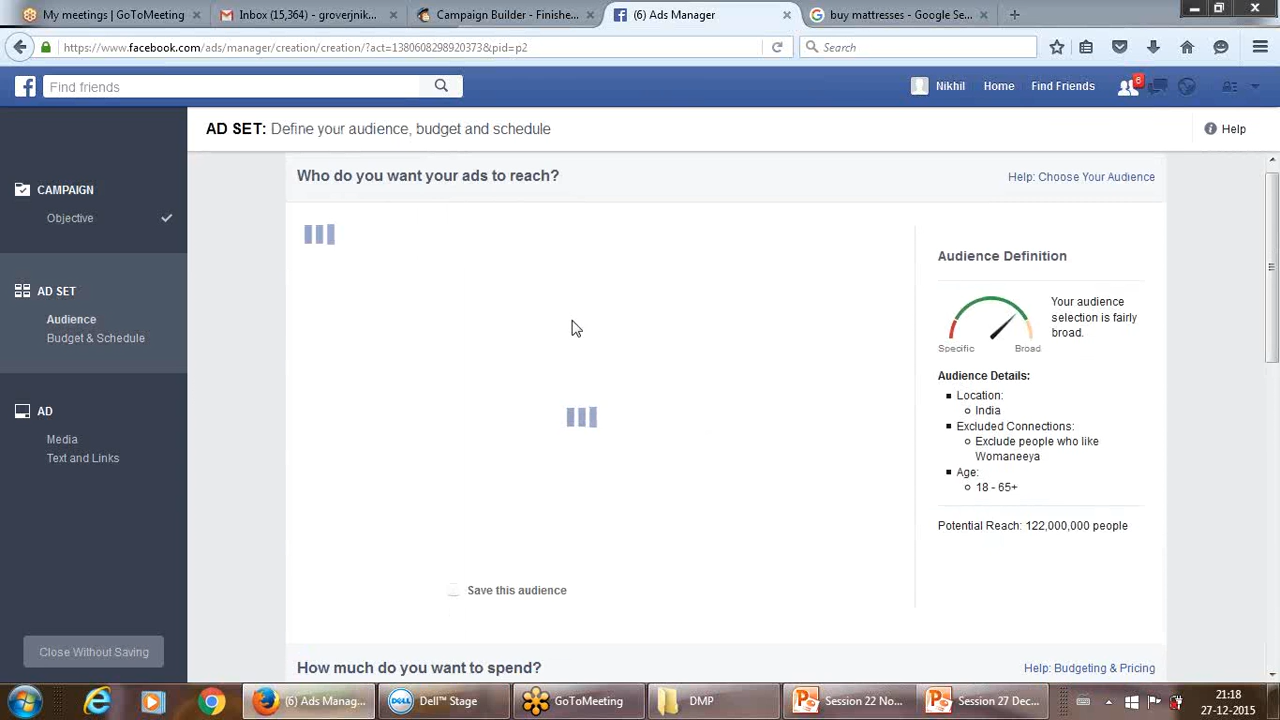 My meetings | GoToMeeting
Inbox (15,364) - groverjnik...
Campaign Builder - Finishe...
(6) Ads Manager
buy mattresses - Google Se...
https://www.facebook.com/ads/manager/creation/creation/?act=1380608298920373&pid=p2
Search
Find friends
Nikhil
Home
Find Friends
6
AD SET: Define your audience, budget and schedule
Help
CAMPAIGN
Objective
AD SET
Audience
Budget & Schedule
AD
Media
Text and Links
Close Without Saving
Who do you want your ads to reach?
Help: Choose Your Audience
Audience Definition
Your audience
selection is fairly
broad.
Specific
Broad
Audience Details:
Location:
India
Excluded Connections:
Exclude people who like
Womaneeya
Age:
18 - 65+
Potential Reach: 122,000,000 people
Save this audience
How much do you want to spend?
Help: Budgeting & Pricing
(6) Ads Manag...
Dell™ Stage
GoToMeeting
DMP
Session 22 No...
Session 27 Dec...
21:18
27-12-2015